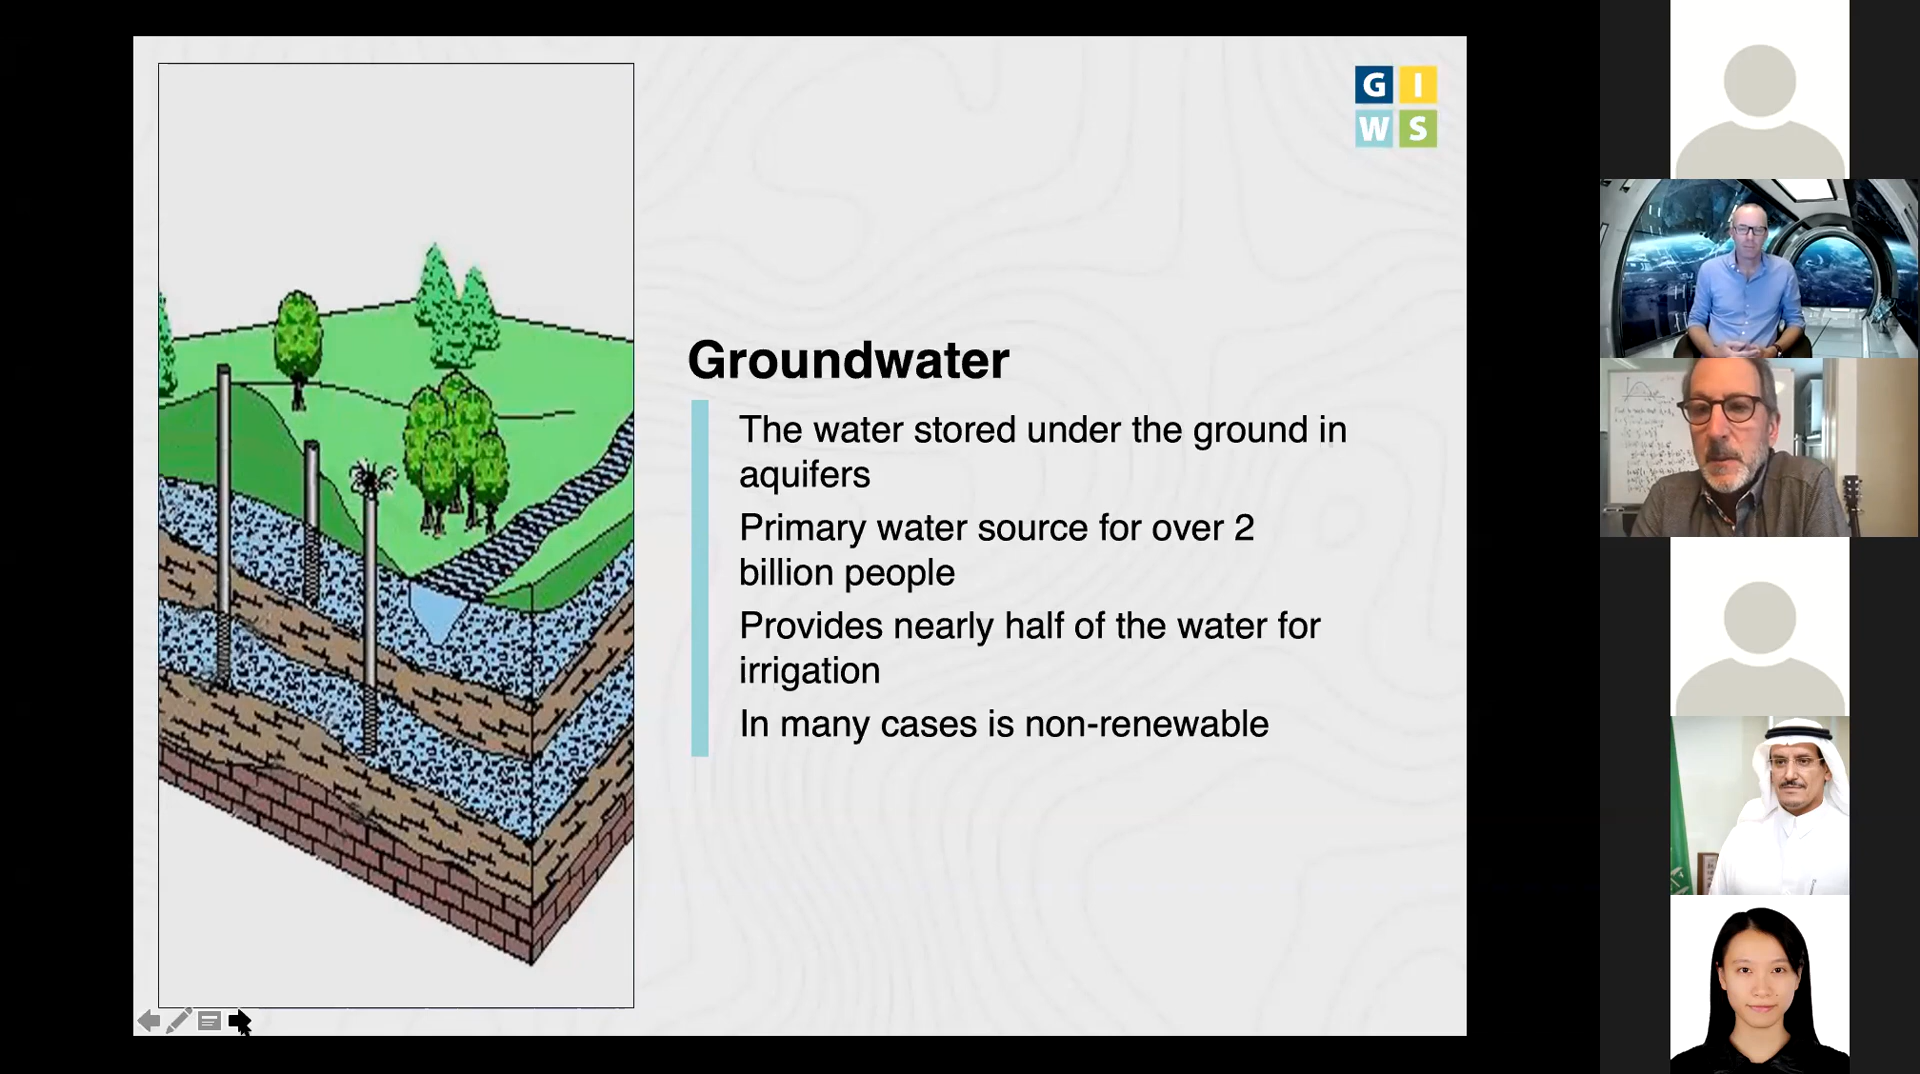 G I
W S
Groundwater
The water stored under the ground in
aquifers
Primary water source for over 2
billion people
Provides nearly half of the water for
irrigation
In many cases is non-renewable